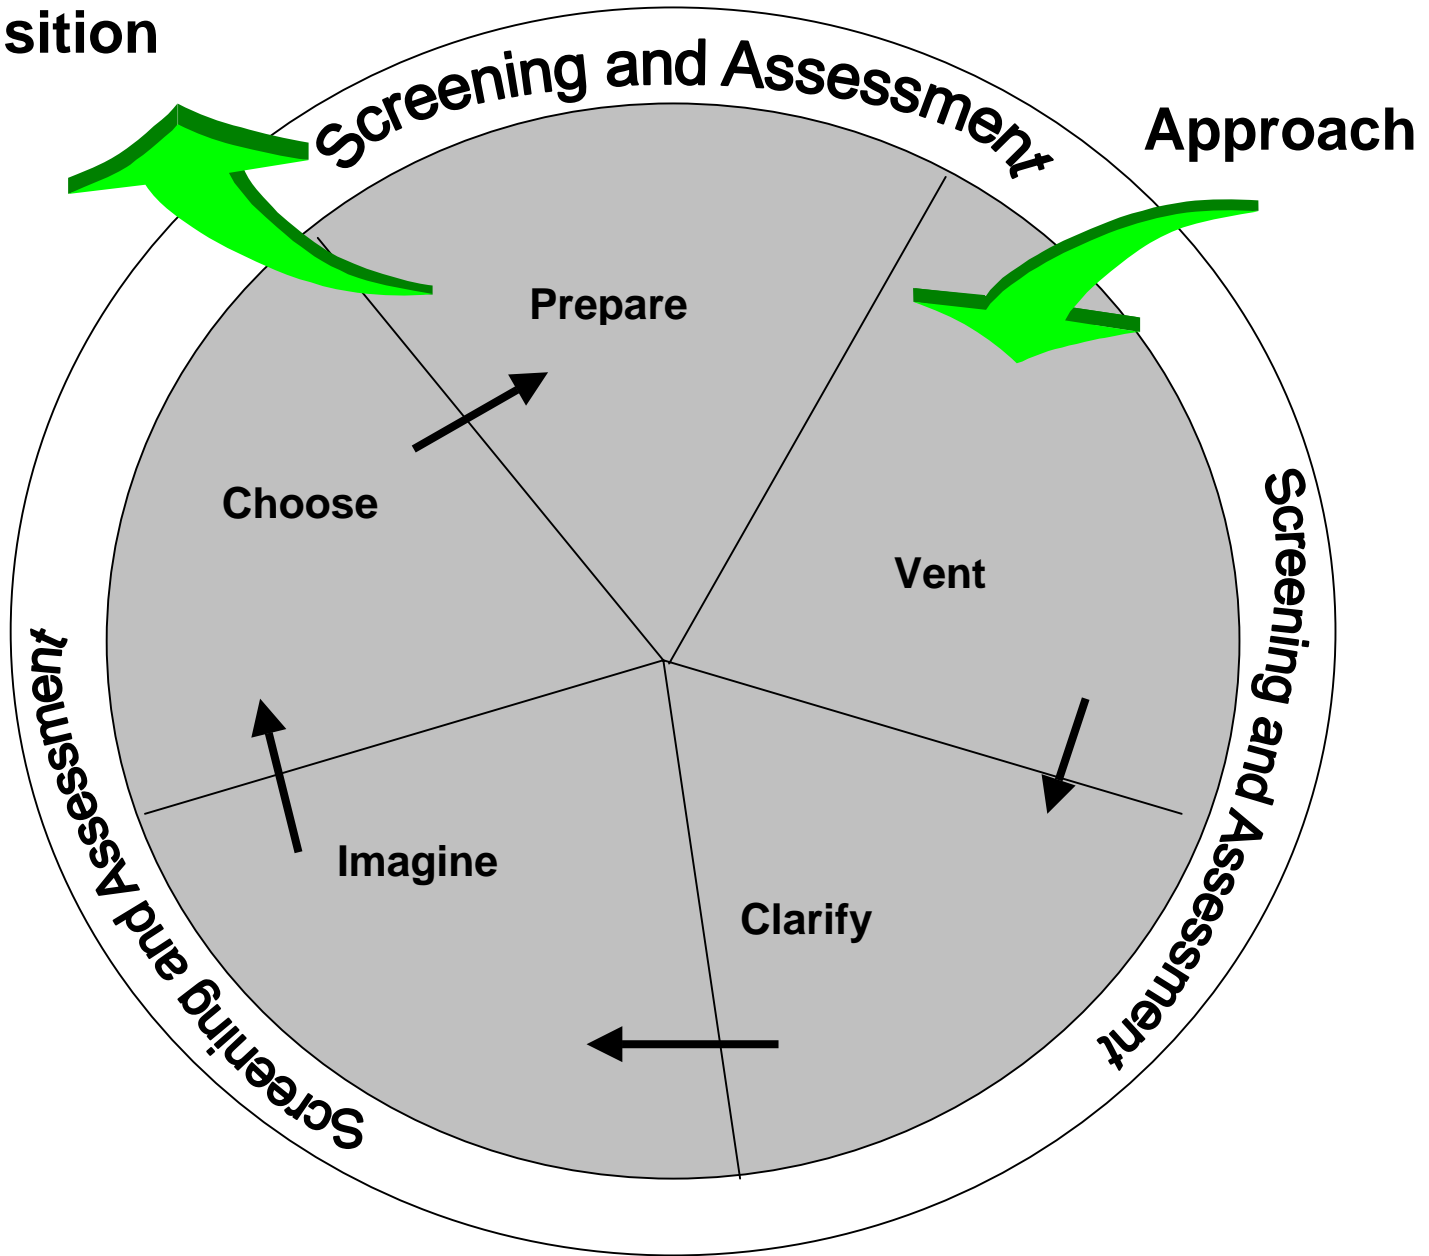 sition
Screening and Assessment
Approach
Prepare
Choose
Vent
Screening and Assessment
Screening and Assessment
Imagine
Clarify